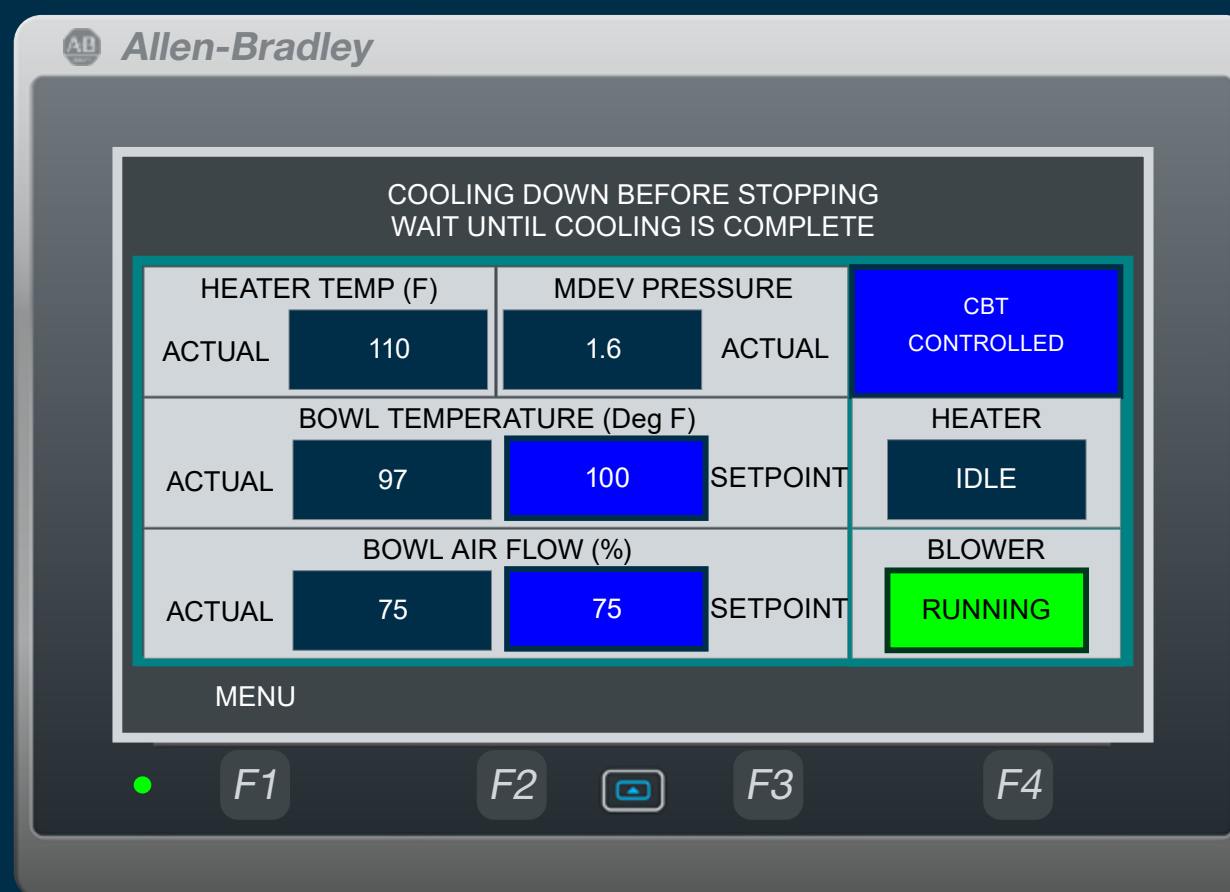 AB
Allen-Bradley
COOLING DOWN BEFORE STOPPING
WAIT UNTIL COOLING IS COMPLETE
HEATER TEMP (F)
ACTUAL 110
MDEV PRESSURE
1.6 ACTUAL
CBT
CONTROLLED
BOWL TEMPERATURE (Deg F)
ACTUAL 97 100 SETPOINT
HEATER
IDLE
BOWL AIR FLOW (%)
ACTUAL 75 75 SETPOINT
BLOWER
RUNNING
MENU
F1 F2 F3 F4